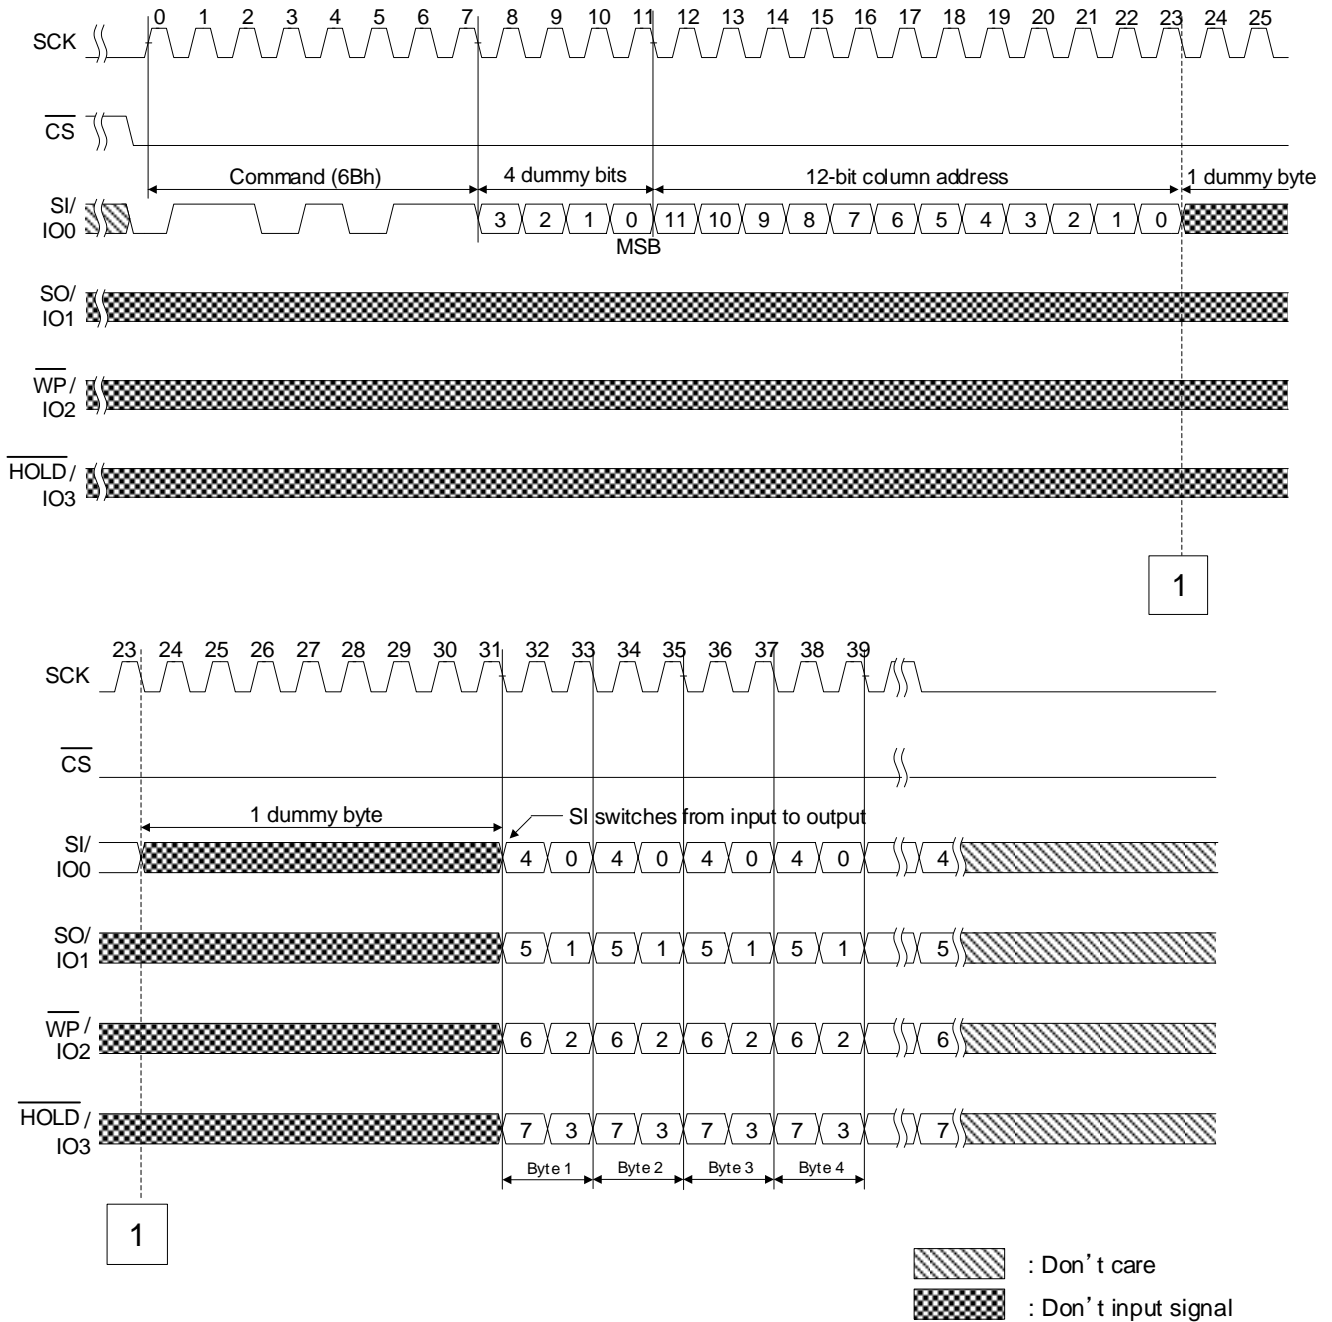 0 1 2 3 4 5 6 7 8 9 10 11 12 13 14 15 16 17 18 19 20 21 22 23 24 25
SCK
CS
Command (6Bh) 4 dummy bits 12-bit column address 1 dummy byte
SI/
IO0
3 2 1 0 11 10 9 8 7 6 5 4 3 2 1 0
MSB
SO/
IO1
WP/
IO2
HOLD/
IO3
1
23 24 25 26 27 28 29 30 31 32 33 34 35 36 37 38 39
SCK
CS
1 dummy byte SI switches from input to output
SI/
IO0
4 0 4 0 4 0 4 0 4
SO/
IO1
5 1 5 1 5 1 5 1 5
WP/
IO2
6 2 6 2 6 2 6 2 6
HOLD/
IO3
7 3 7 3 7 3 7 3 7
Byte 1 Byte 2 Byte 3 Byte 4
1
: Don't care
: Don't input signal